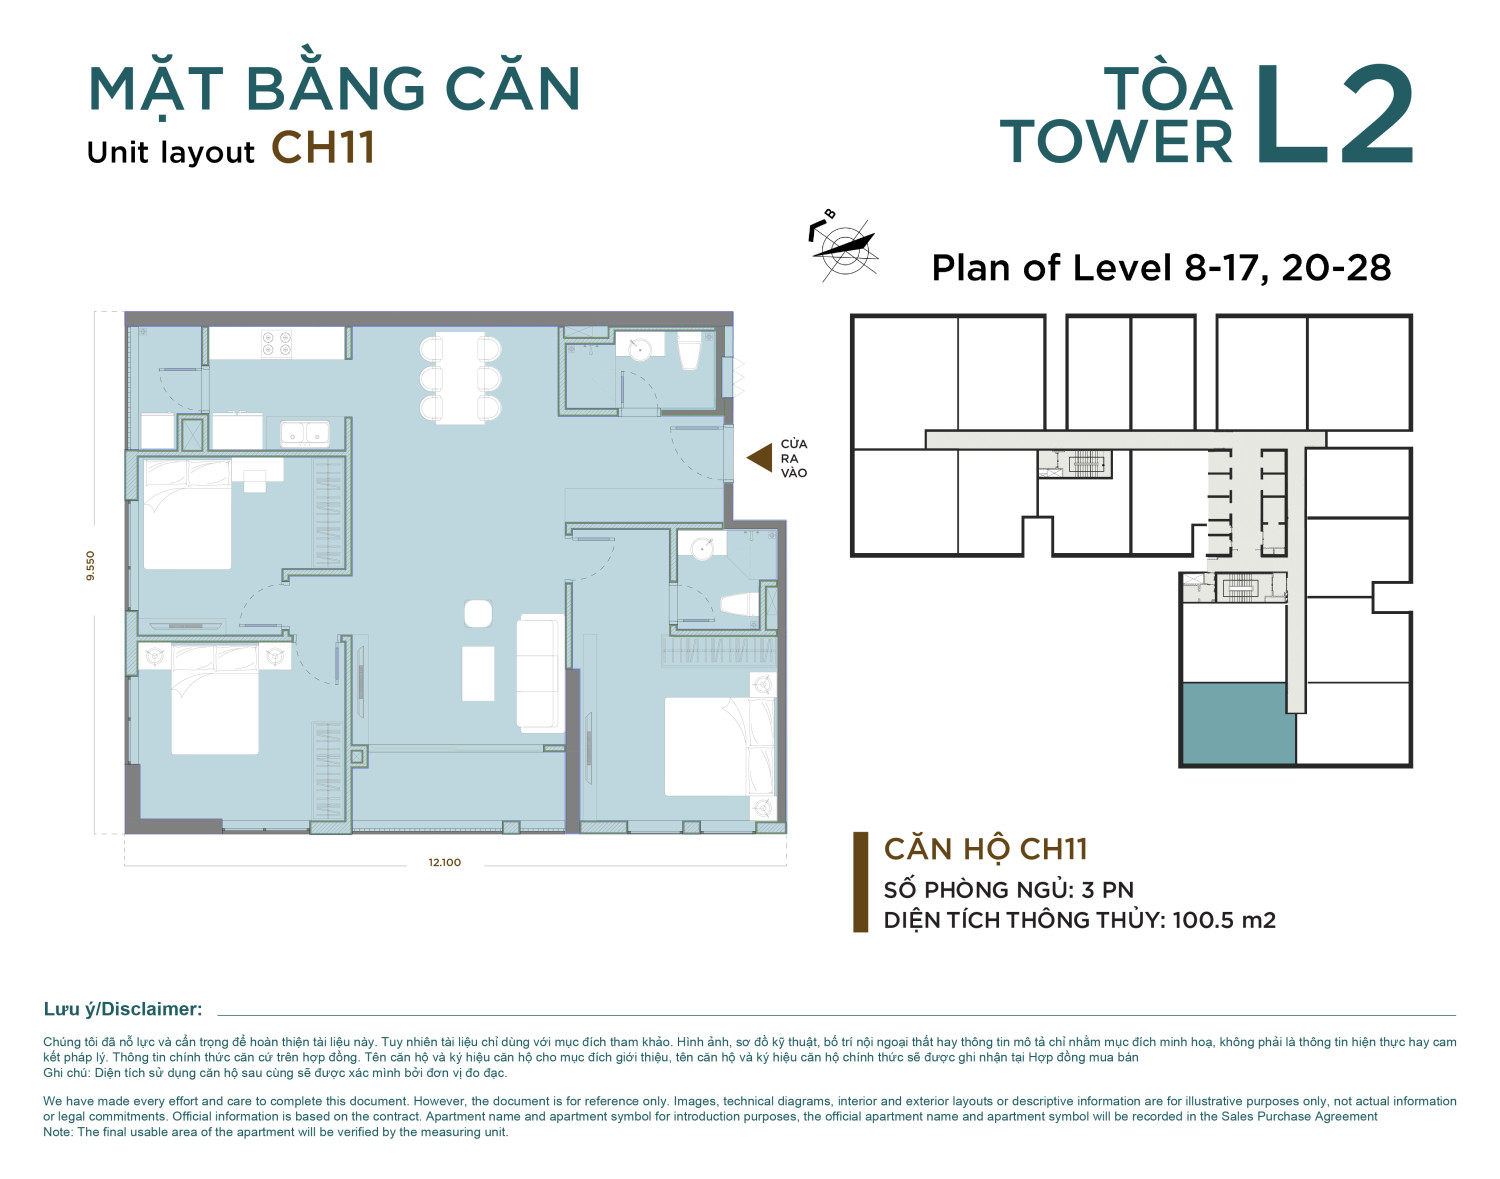 MẶT BẰNG CĂN
Unit layout CH11
TÒA
TOWER
L2
B
Plan of Level 8-17, 20-28
CỬA
RA
VÀO
9.550
12.100
CĂN HỘ CH11
SỐ PHÒNG NGỦ: 3 PN
DIỆN TÍCH THÔNG THỦY: 100.5 m2
Lưu ý/Disclaimer:
Chúng tôi đã nỗ lực và cẩn trọng để hoàn thiện tài liệu này. Tuy nhiên tài liệu chỉ dùng với mục đích tham khảo. Hình ảnh, sơ đồ kỹ thuật, bố trí nội ngoại thất hay thông tin mô tả chỉ nhằm mục đích minh hoạ, không phải là thông tin hiện thực hay cam
kết pháp lý. Thông tin chính thức căn cứ trên hợp đồng. Tên căn hộ và ký hiệu căn hộ cho mục đích giới thiệu, tên căn hộ và ký hiệu căn hộ chính thức sẽ được ghi nhận tại Hợp đồng mua bán
Ghi chú: Diện tích sử dụng căn hộ sau cùng sẽ được xác minh bởi đơn vị đo đạc.
We have made every effort and care to complete this document. However, the document is for reference only. Images, technical diagrams, interior and exterior layouts or descriptive information are for illustrative purposes only, not actual information
or legal commitments. Official information is based on the contract. Apartment name and apartment symbol for introduction purposes, the official apartment name and apartment symbol will be recorded in the Sales Purchase Agreement
Note: The final usable area of the apartment will be verified by the measuring unit.